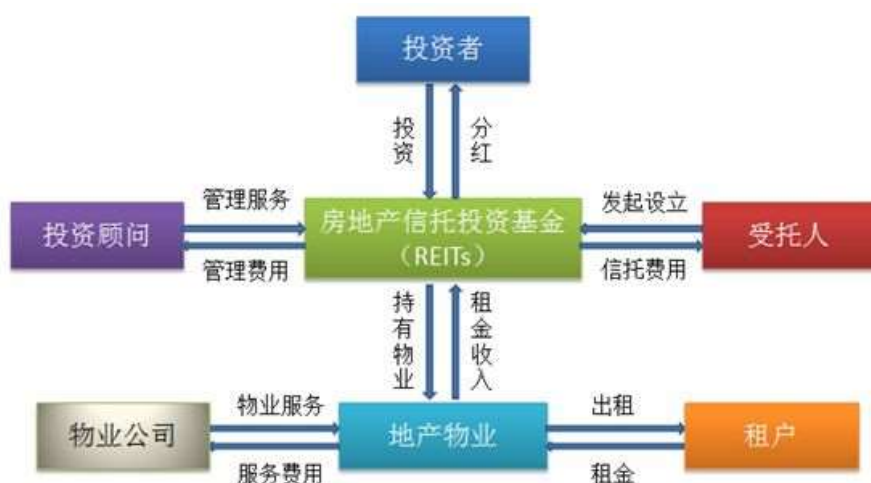 投资者
投资
分红
管理服务
发起设立
投资顾问
房地产信托投资基金
（REITs）
受托人
管理费用
信托费用
持有物业
租金收入
物业服务
出租
物业公司
地产物业
租户
服务费用
租金